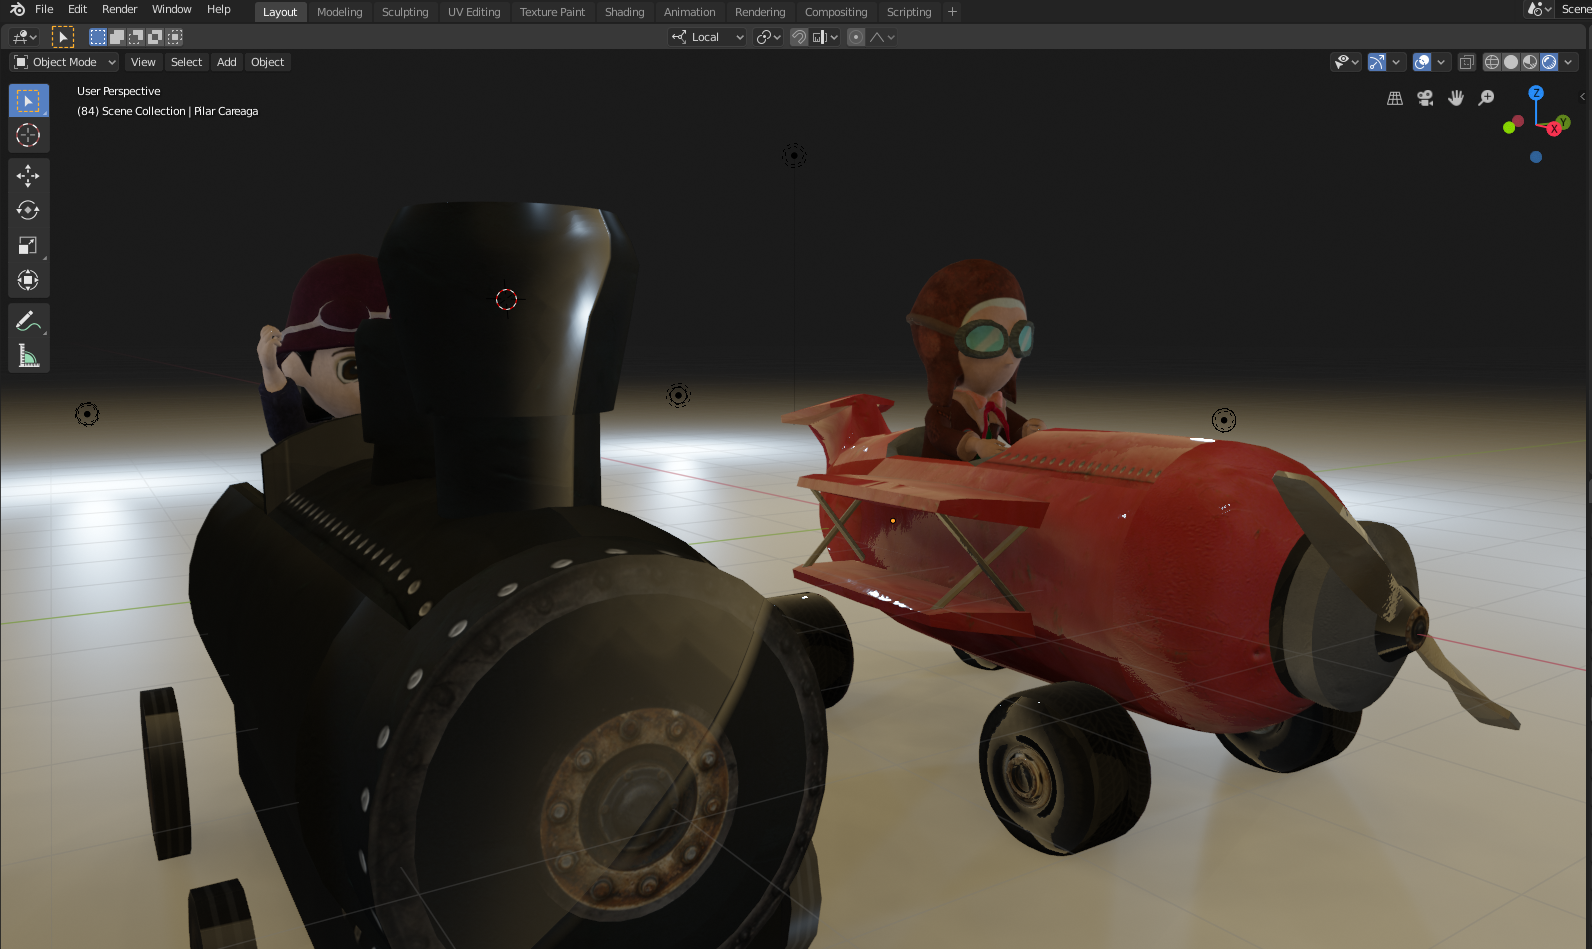 File Edit Render Window Help Layout Modeling Sculpting UV Editing Texture Paint Shading Animation Rendering Compositing Scripting + Scene
Local
Object Mode View Select Add Object
User Perspective
(84) Scene Collection | Pilar Careaga
Z
Y
X